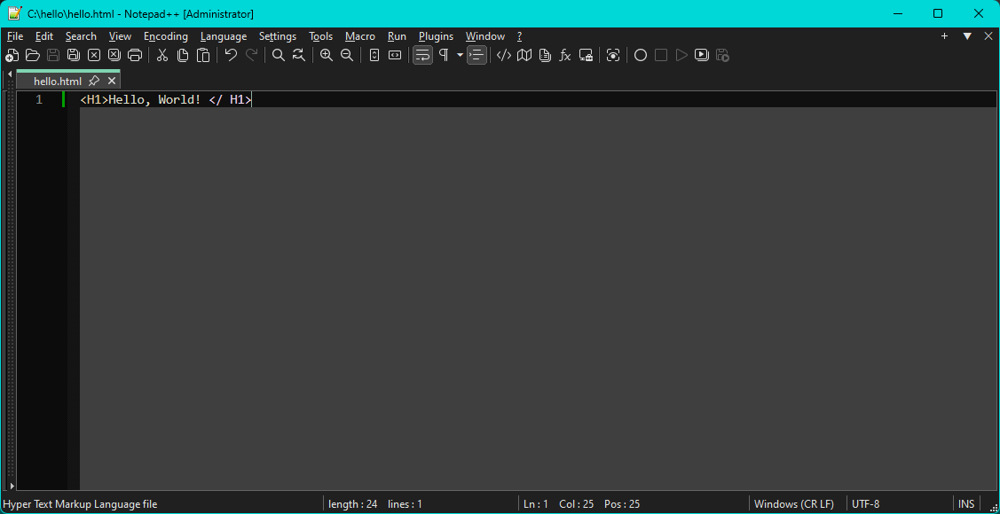 C:\hello\hello.html - Notepad++ [Administrator]
File Edit Search View Encoding Language Settings Tools Macro Run Plugins Window ?
hello.html
1 <H1>Hello, World! </ H1>
Hyper Text Markup Language file length : 24 lines : 1 Ln : 1 Col : 25 Pos : 25 Windows (CR LF) UTF-8 INS